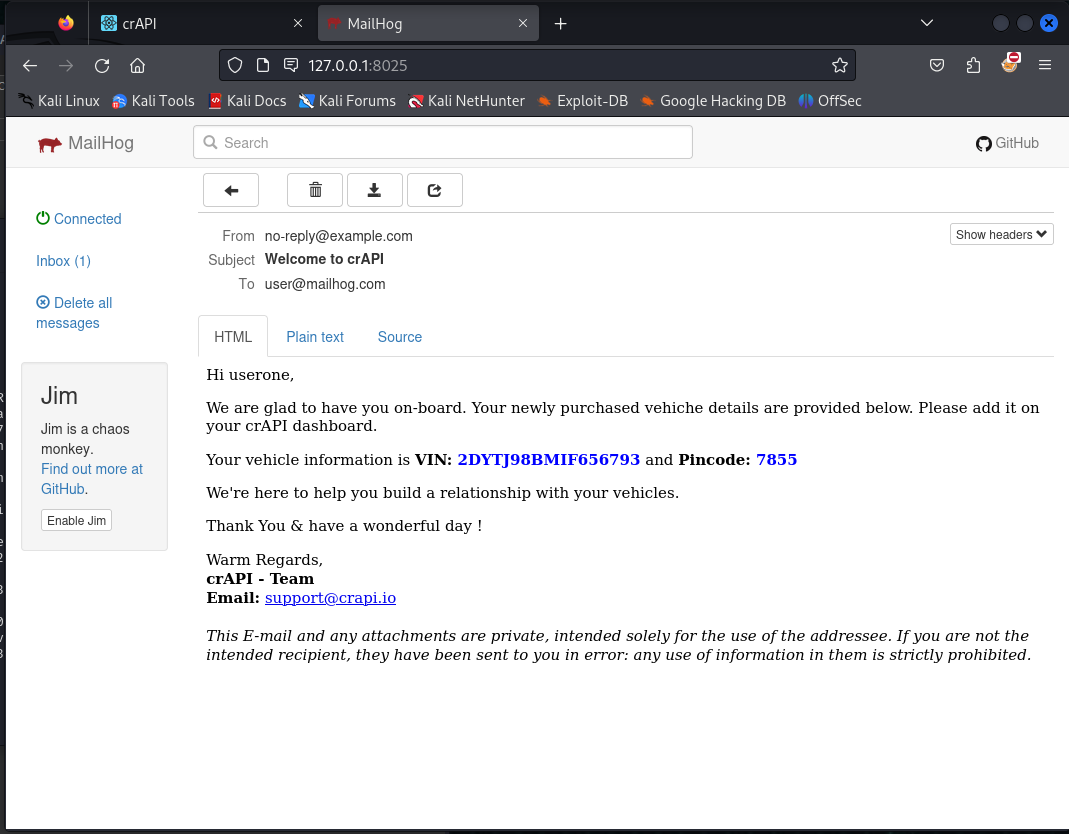 crAPI
MailHog
127.0.0.1:8025
Kali Linux
Kali Tools
Kali Docs
Kali Forums
Kali NetHunter
Exploit-DB
Google Hacking DB
OffSec
MailHog
Search
GitHub
Connected
Inbox (1)
Delete all
messages
Jim
Jim is a chaos
monkey.
Find out more at
GitHub.
Enable Jim
From no-reply@example.com
Show headers
Subject Welcome to crAPI
To user@mailhog.com
HTML
Plain text
Source
Hi userone,
We are glad to have you on-board. Your newly purchased vehiche details are provided below. Please add it on
your crAPI dashboard.
Your vehicle information is VIN: 2DYTJ98BMIF656793 and Pincode: 7855
We're here to help you build a relationship with your vehicles.
Thank You & have a wonderful day !
Warm Regards,
crAPI - Team
Email: support@crapi.io
This E-mail and any attachments are private, intended solely for the use of the addressee. If you are not the
intended recipient, they have been sent to you in error: any use of information in them is strictly prohibited.